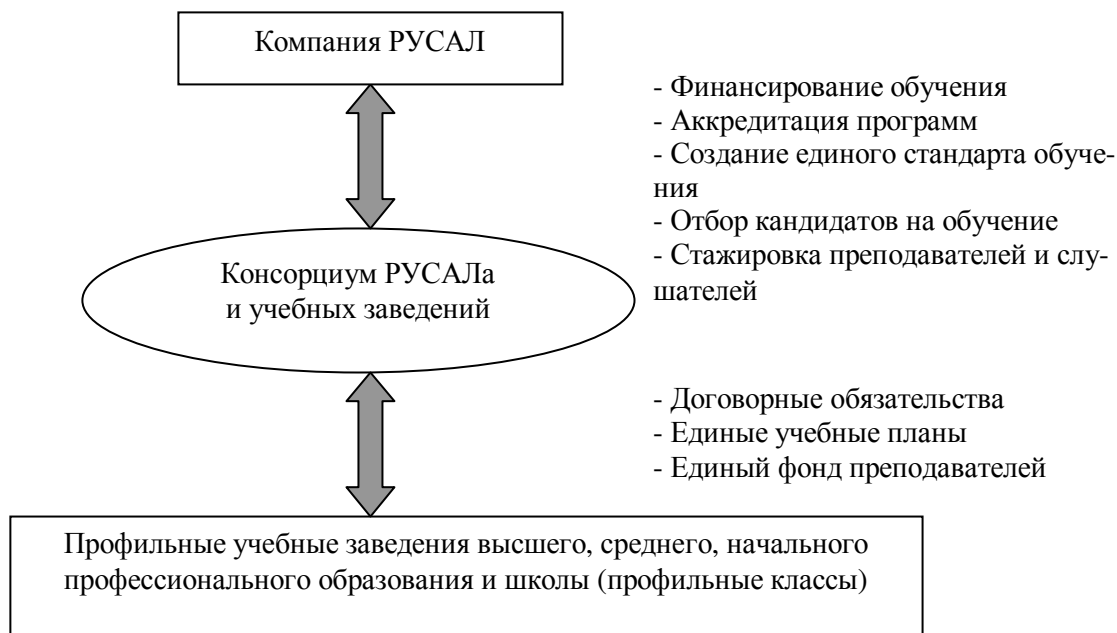 Компания РУСАЛ
- Финансирование обучения
- Аккредитация программ
- Создание единого стандарта обуче-
ния
- Отбор кандидатов на обучение
- Стажировка преподавателей и слу-
шателей
Консорциум РУСАЛа
и учебных заведений
- Договорные обязательства
- Единые учебные планы
- Единый фонд преподавателей
Профильные учебные заведения высшего, среднего, начального
профессионального образования и школы (профильные классы)